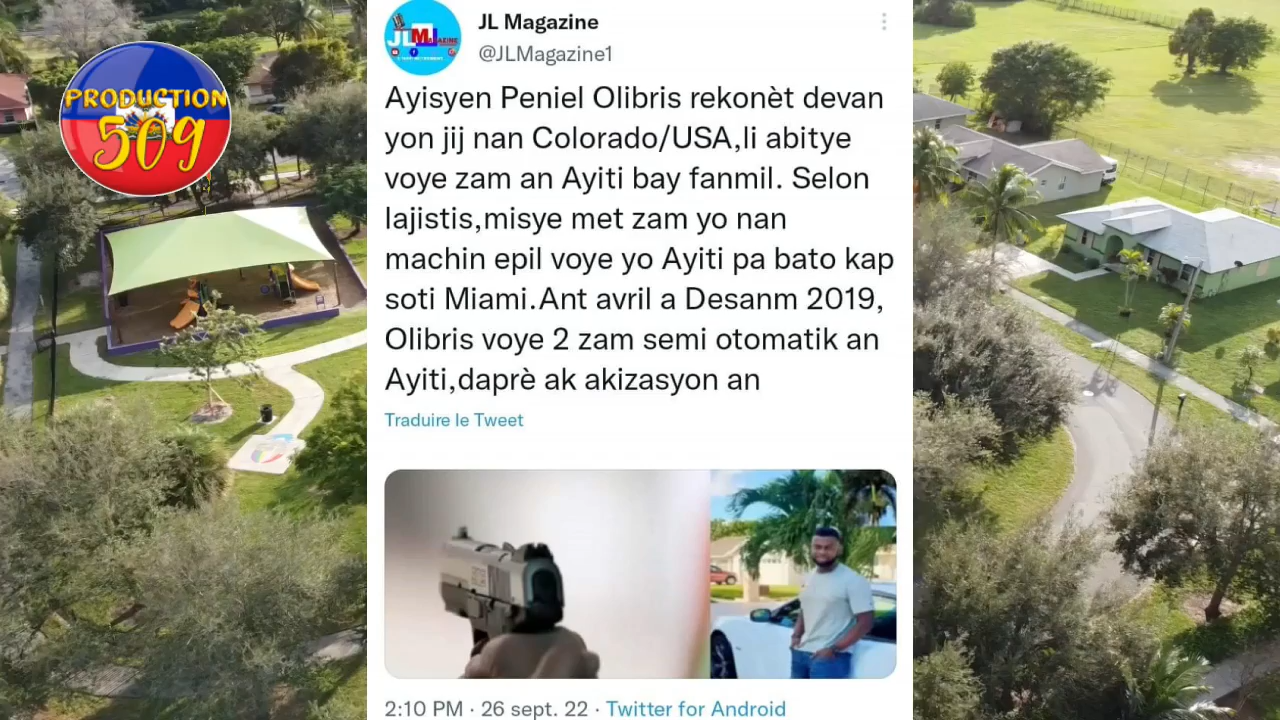 PRODUCTION
509
JL Magazine
@JLMagazine1
Ayisyen Peniel Olibris rekonèt devan
yon jij nan Colorado/USA,li abitye
voye zam an Ayiti bay fanmil. Selon
lajistis,misye met zam yo nan
machin epil voye yo Ayiti pa bato kap
soti Miami.Ant avril a Desanm 2019,
Olibris voye 2 zam semi otomatik an
Ayiti,daprè ak akizasyon an
Traduire le Tweet
2:10 PM · 26 sept. 22 · Twitter for Android